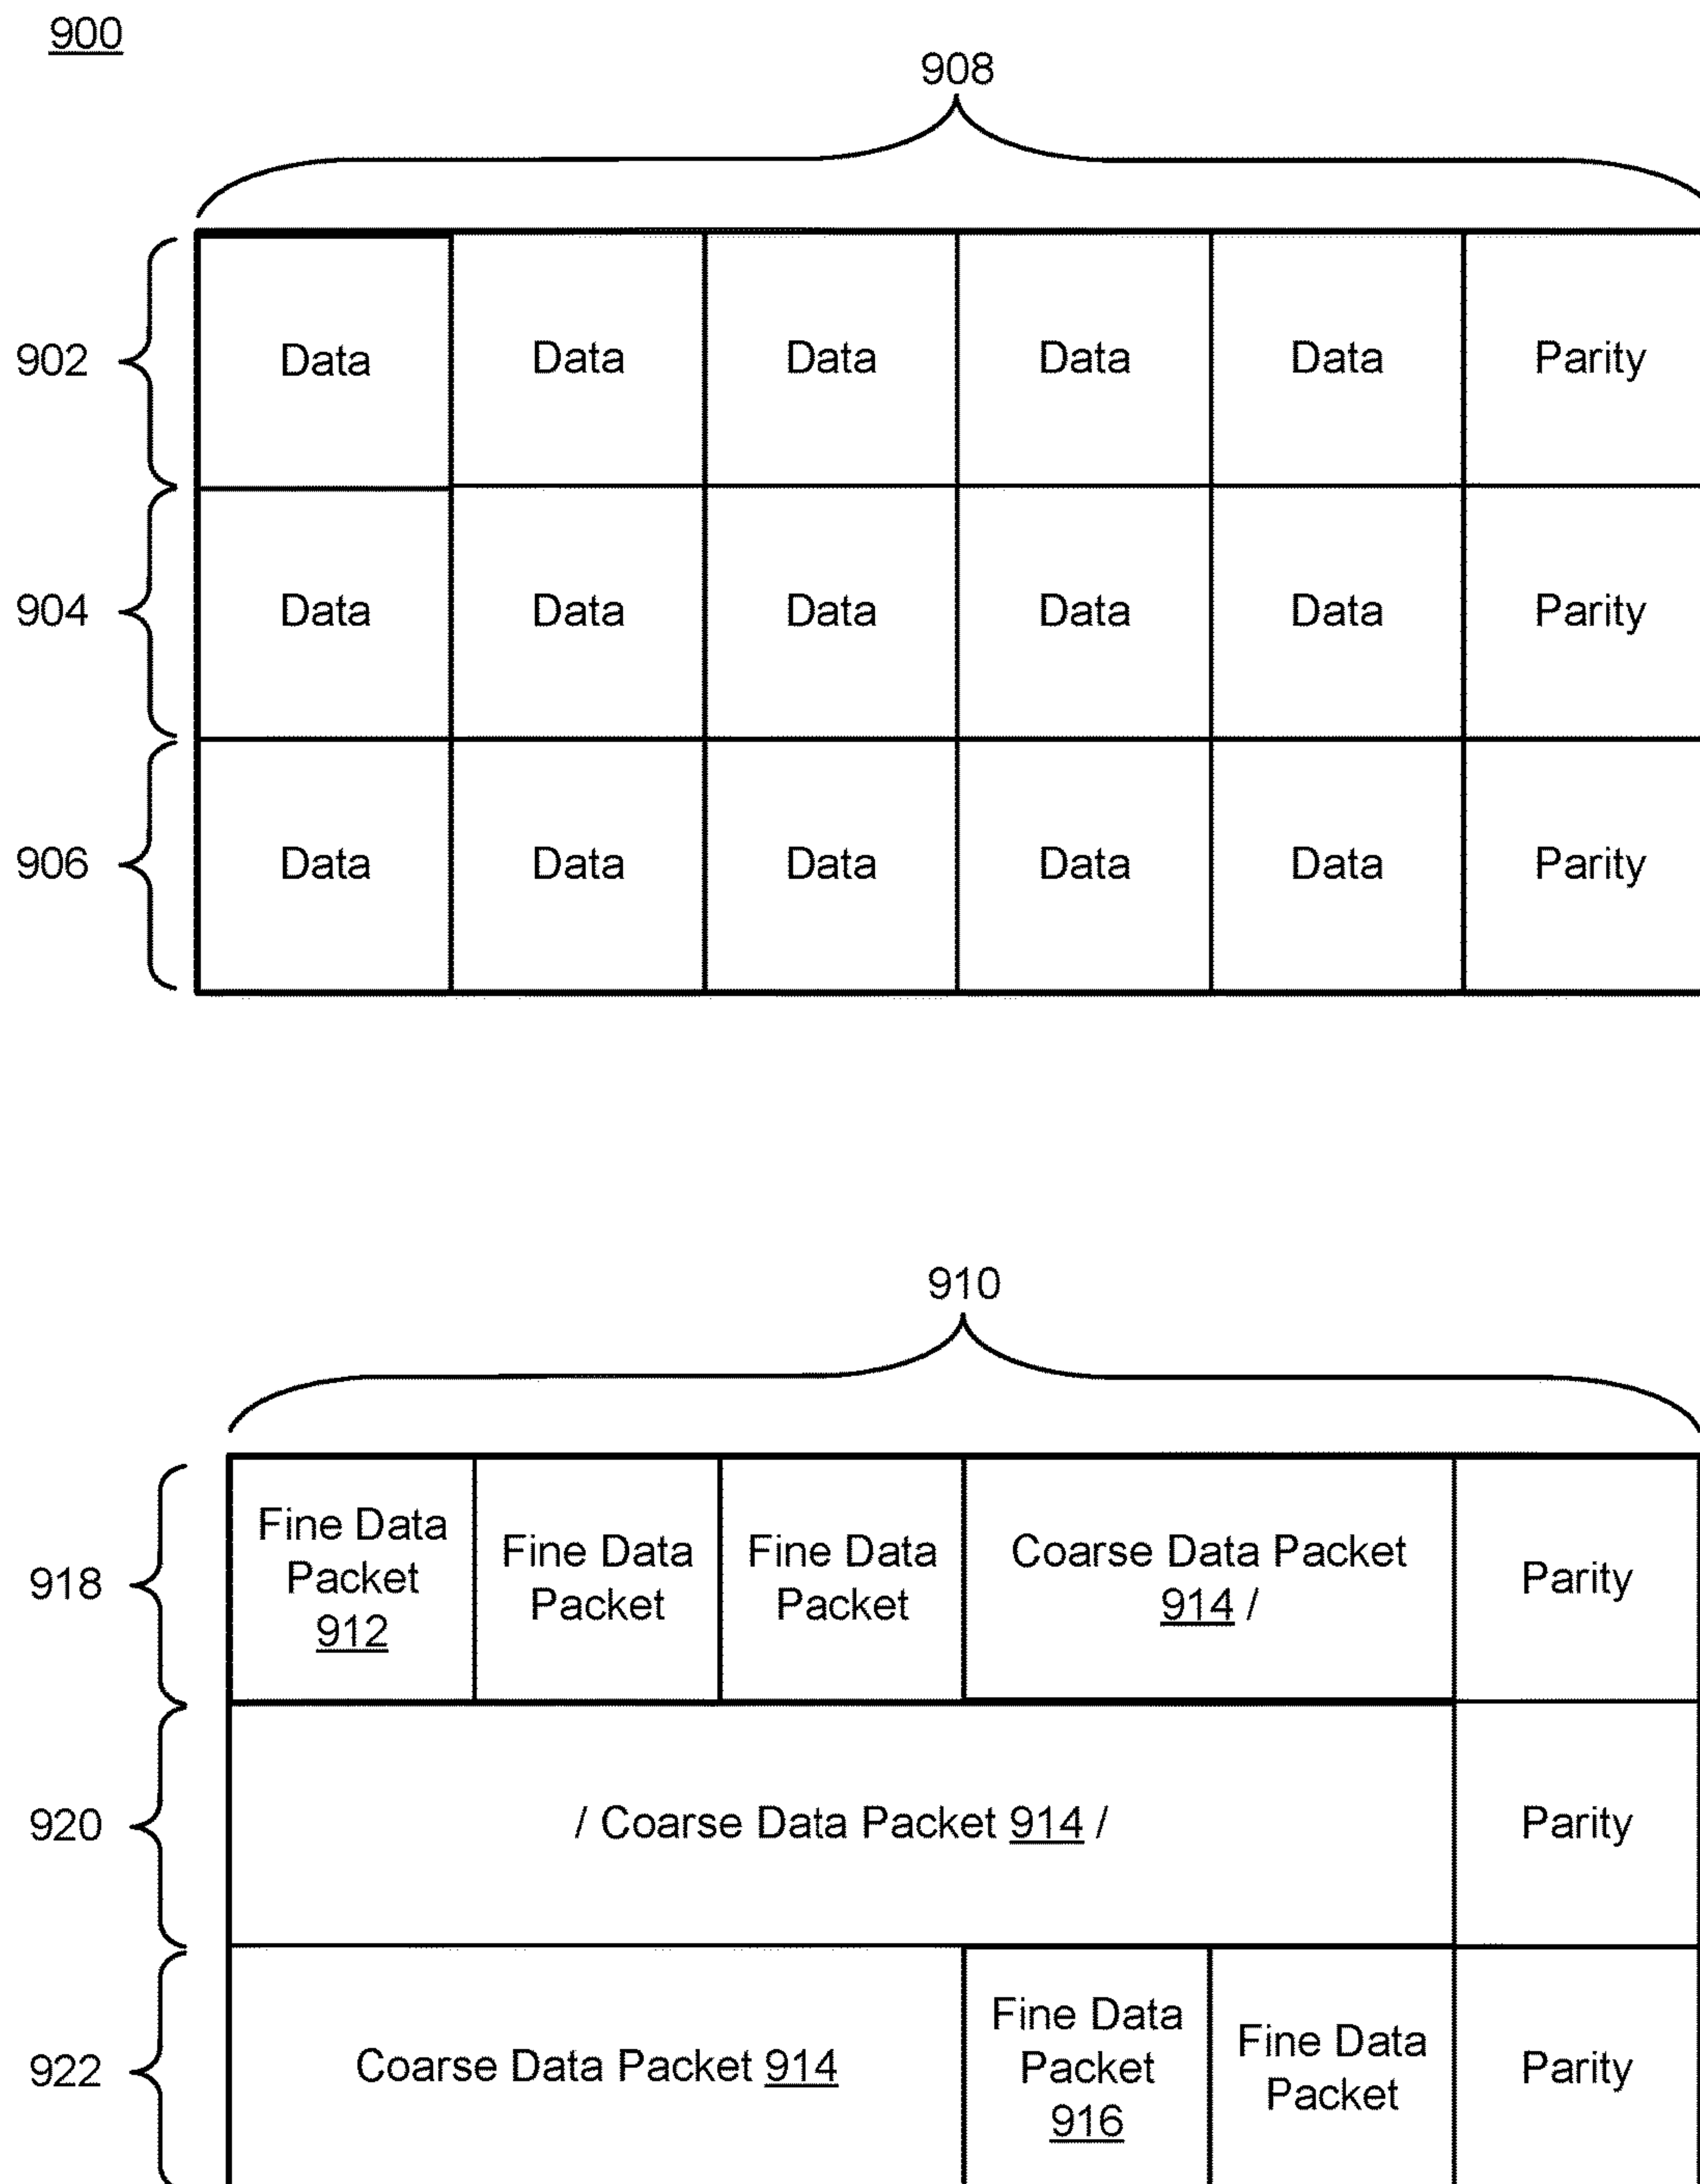 900
908
902 Data Data Data Data Data Parity
904 Data Data Data Data Data Parity
906 Data Data Data Data Data Parity
910
918
Fine Data
Packet
912
Fine Data
Packet
Fine Data
Packet
Coarse Data Packet
914 /
Parity
920
/ Coarse Data Packet 914 /
Parity
922
Coarse Data Packet 914
Fine Data
Packet
916
Fine Data
Packet
Parity